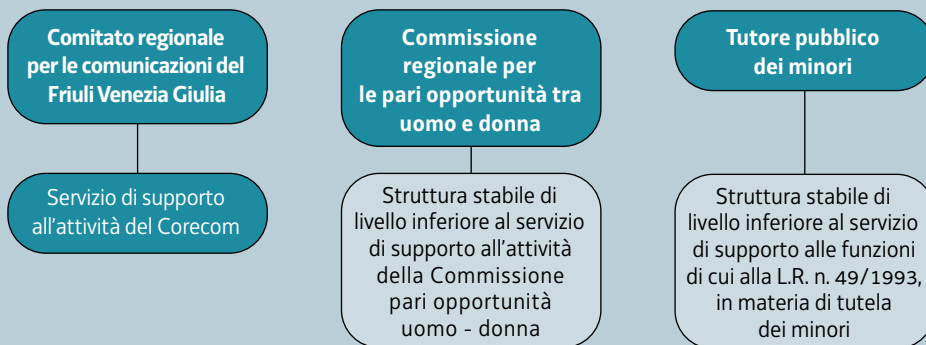 Comitato regionale
per le comunicazioni del
Friuli Venezia Giulia
Servizio di supporto
all'attività del Corecom
Commissione
regionale per
le pari opportunità tra
uomo e donna
Struttura stabile di
livello inferiore al servizio
di supporto all'attività
della Commissione
pari opportunità
uomo - donna
Tutore pubblico
dei minori
Struttura stabile di
livello inferiore al servizio
di supporto alle funzioni
di cui alla L.R. n. 49/1993,
in materia di tutela
dei minori